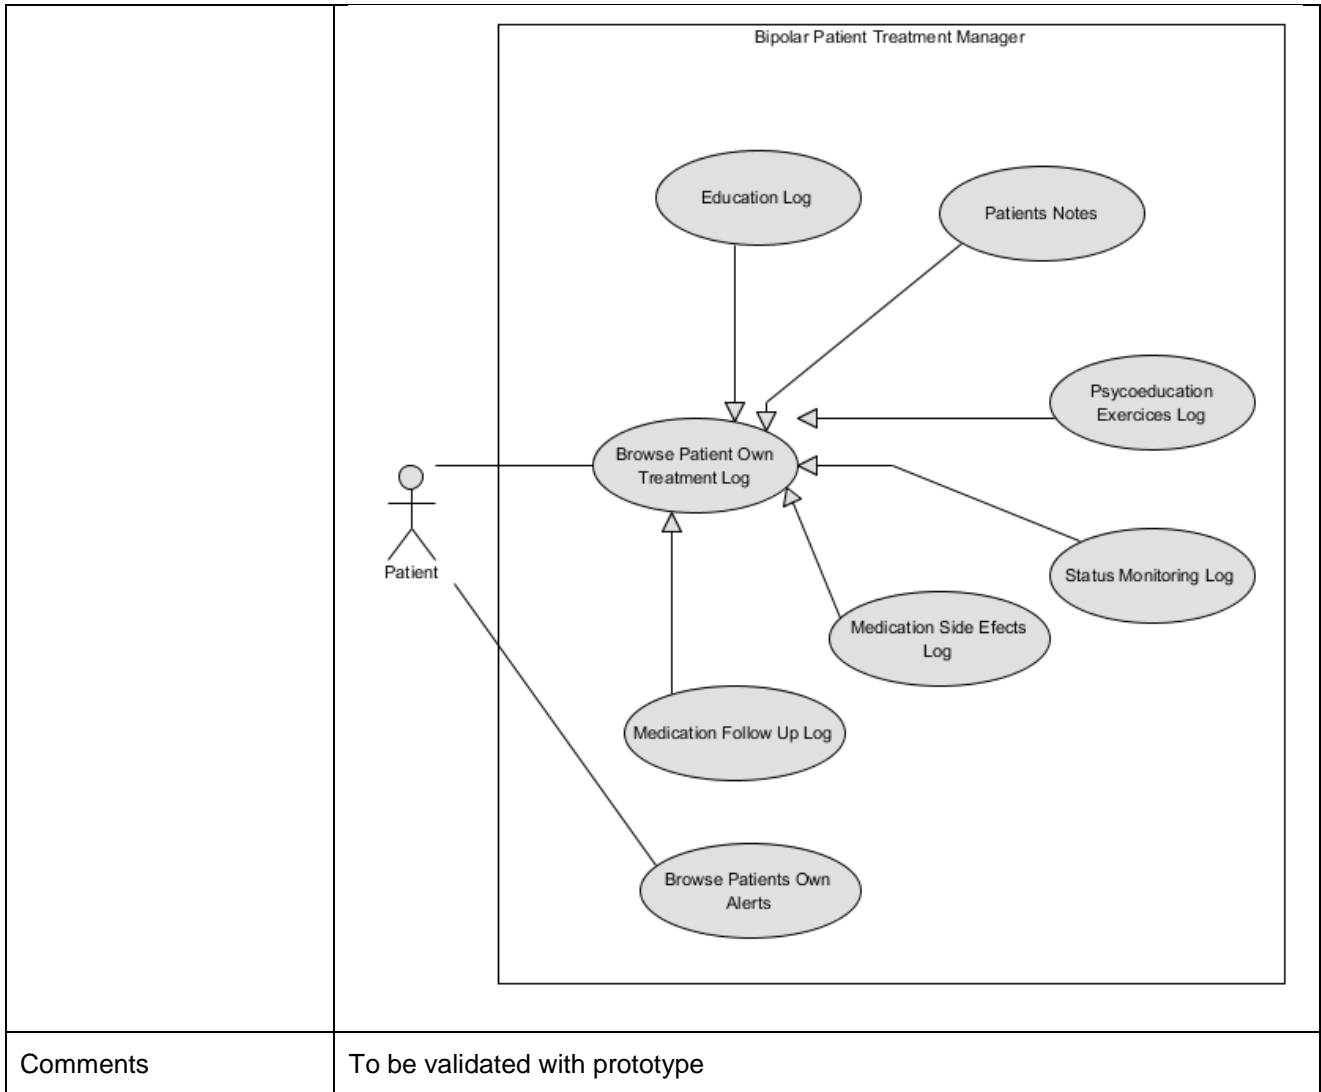 Bipolar Patient Treatment Manager
Education Log
Patients Notes
Psycoeducation
Exercices Log
Browse Patient Own
Treatment Log
Patient
Status Monitoring Log
Medication Side Efects
Log
Medication Follow Up Log
Browse Patients Own
Alerts
Comments
To be validated with prototype